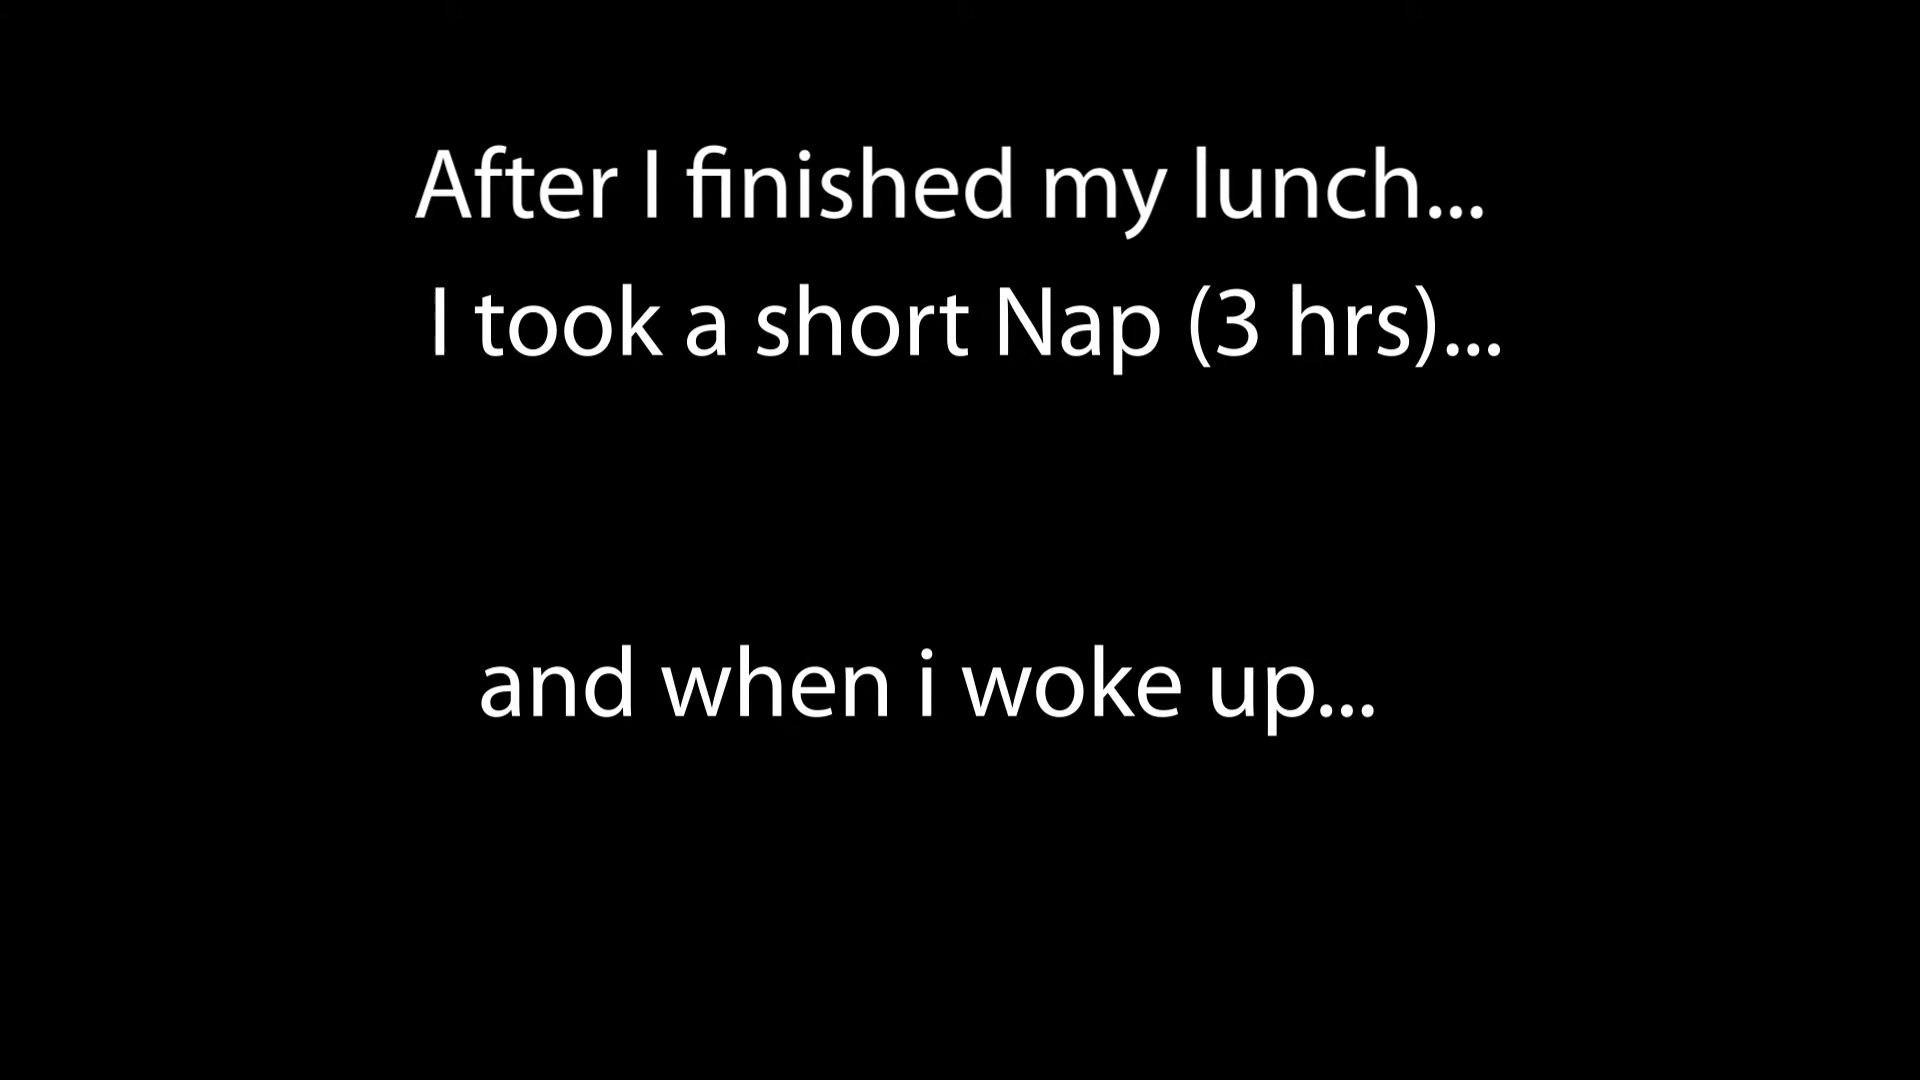 After I finished my lunch...
I took a short Nap (3 hrs)...
and when i woke up...